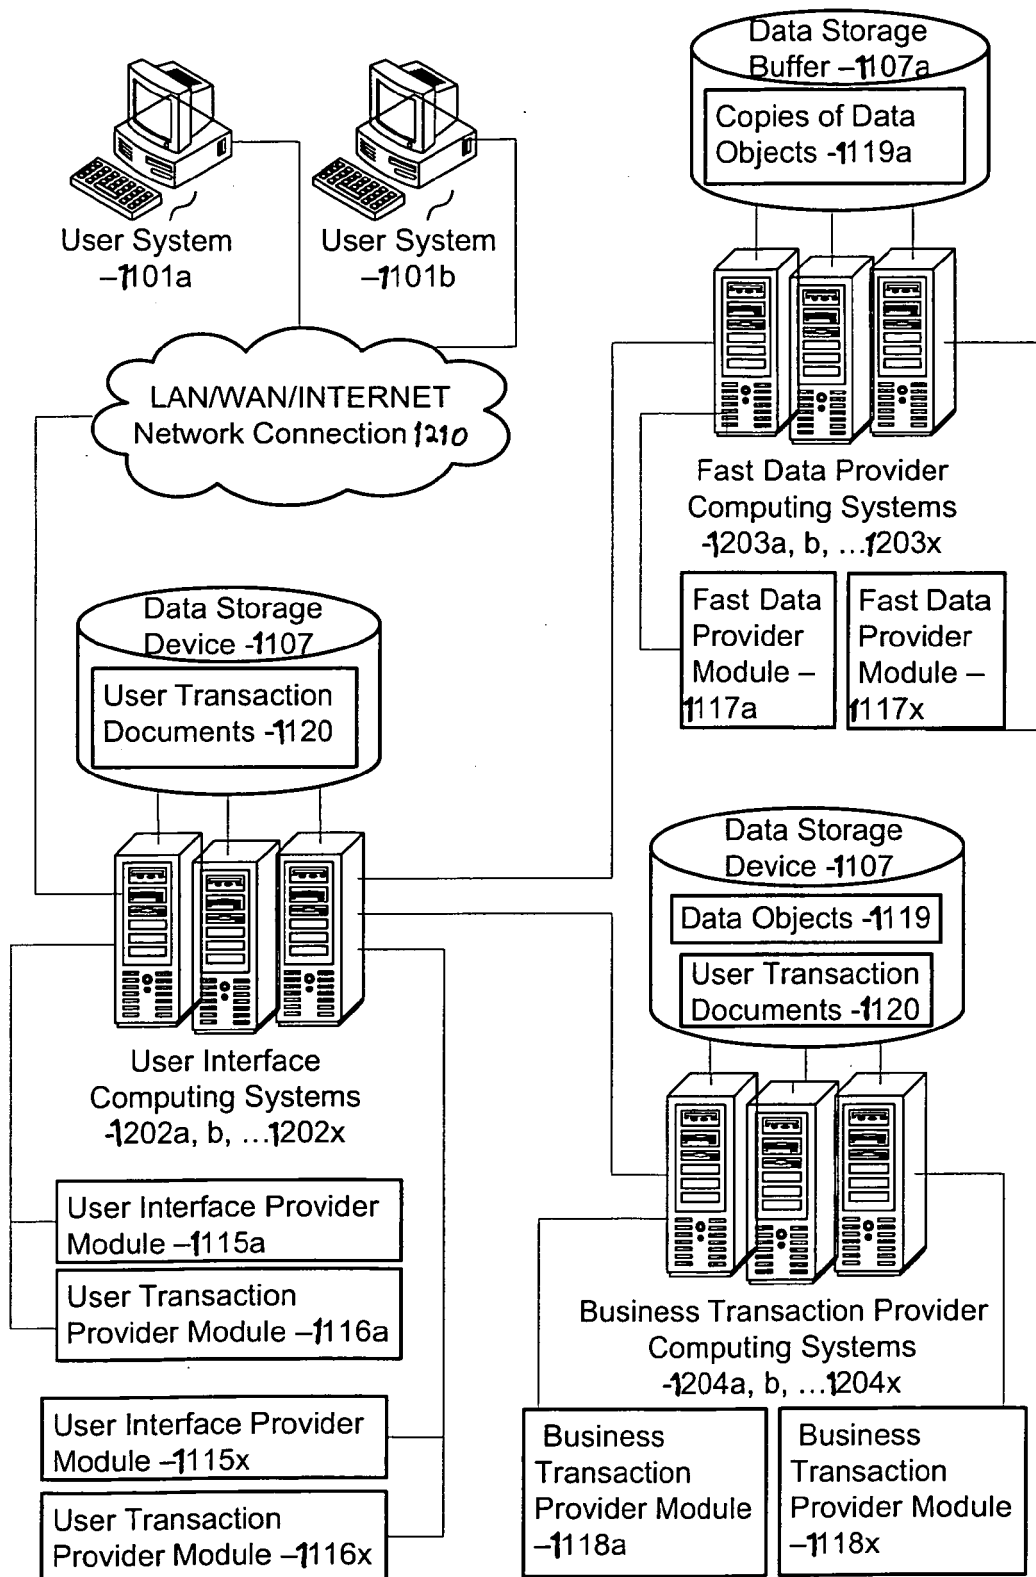 Data Storage
Buffer –1107a
Copies of Data
Objects -1119a
User System
–1101a
User System
–1101b
LAN/WAN/INTERNET
Network Connection 1210
Fast Data Provider
Computing Systems
-1203a, b, ...1203x
Fast Data
Provider
Module –
1117a
Fast Data
Provider
Module –
1117x
Data Storage
Device -1107
User Transaction
Documents -1120
User Interface
Computing Systems
-1202a, b, ...1202x
Data Storage
Device -1107
Data Objects -1119
User Transaction
Documents -1120
User Interface Provider
Module –1115a
User Transaction
Provider Module –1116a
User Interface Provider
Module –1115x
User Transaction
Provider Module –1116x
Business Transaction Provider
Computing Systems
-1204a, b, ...1204x
Business
Transaction
Provider Module
–1118a
Business
Transaction
Provider Module
–1118x